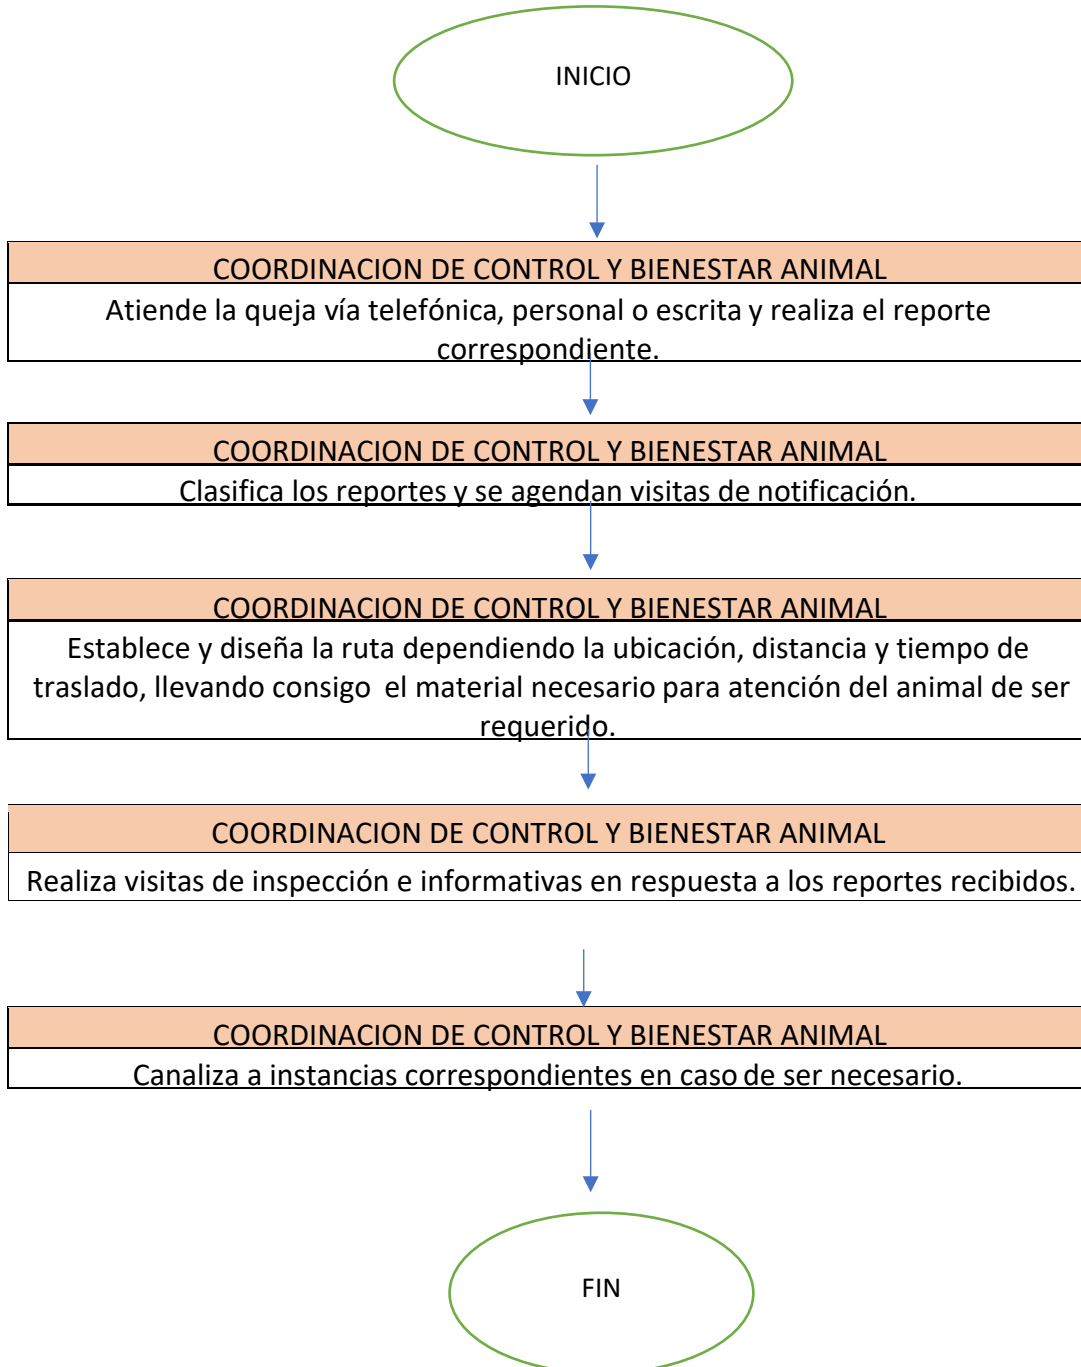 INICIO
COORDINACION DE CONTROL Y BIENESTAR ANIMAL
Atiende la queja vía telefónica, personal o escrita y realiza el reporte
correspondiente.
COORDINACION DE CONTROL Y BIENESTAR ANIMAL
Clasifica los reportes y se agendan visitas de notificación.
COORDINACION DE CONTROL Y BIENESTAR ANIMAL
Establece y diseña la ruta dependiendo la ubicación, distancia y tiempo de
traslado, llevando consigo el material necesario para atención del animal de ser
requerido.
COORDINACION DE CONTROL Y BIENESTAR ANIMAL
Realiza visitas de inspección e informativas en respuesta a los reportes recibidos.
COORDINACION DE CONTROL Y BIENESTAR ANIMAL
Canaliza a instancias correspondientes en caso de ser necesario.
FIN